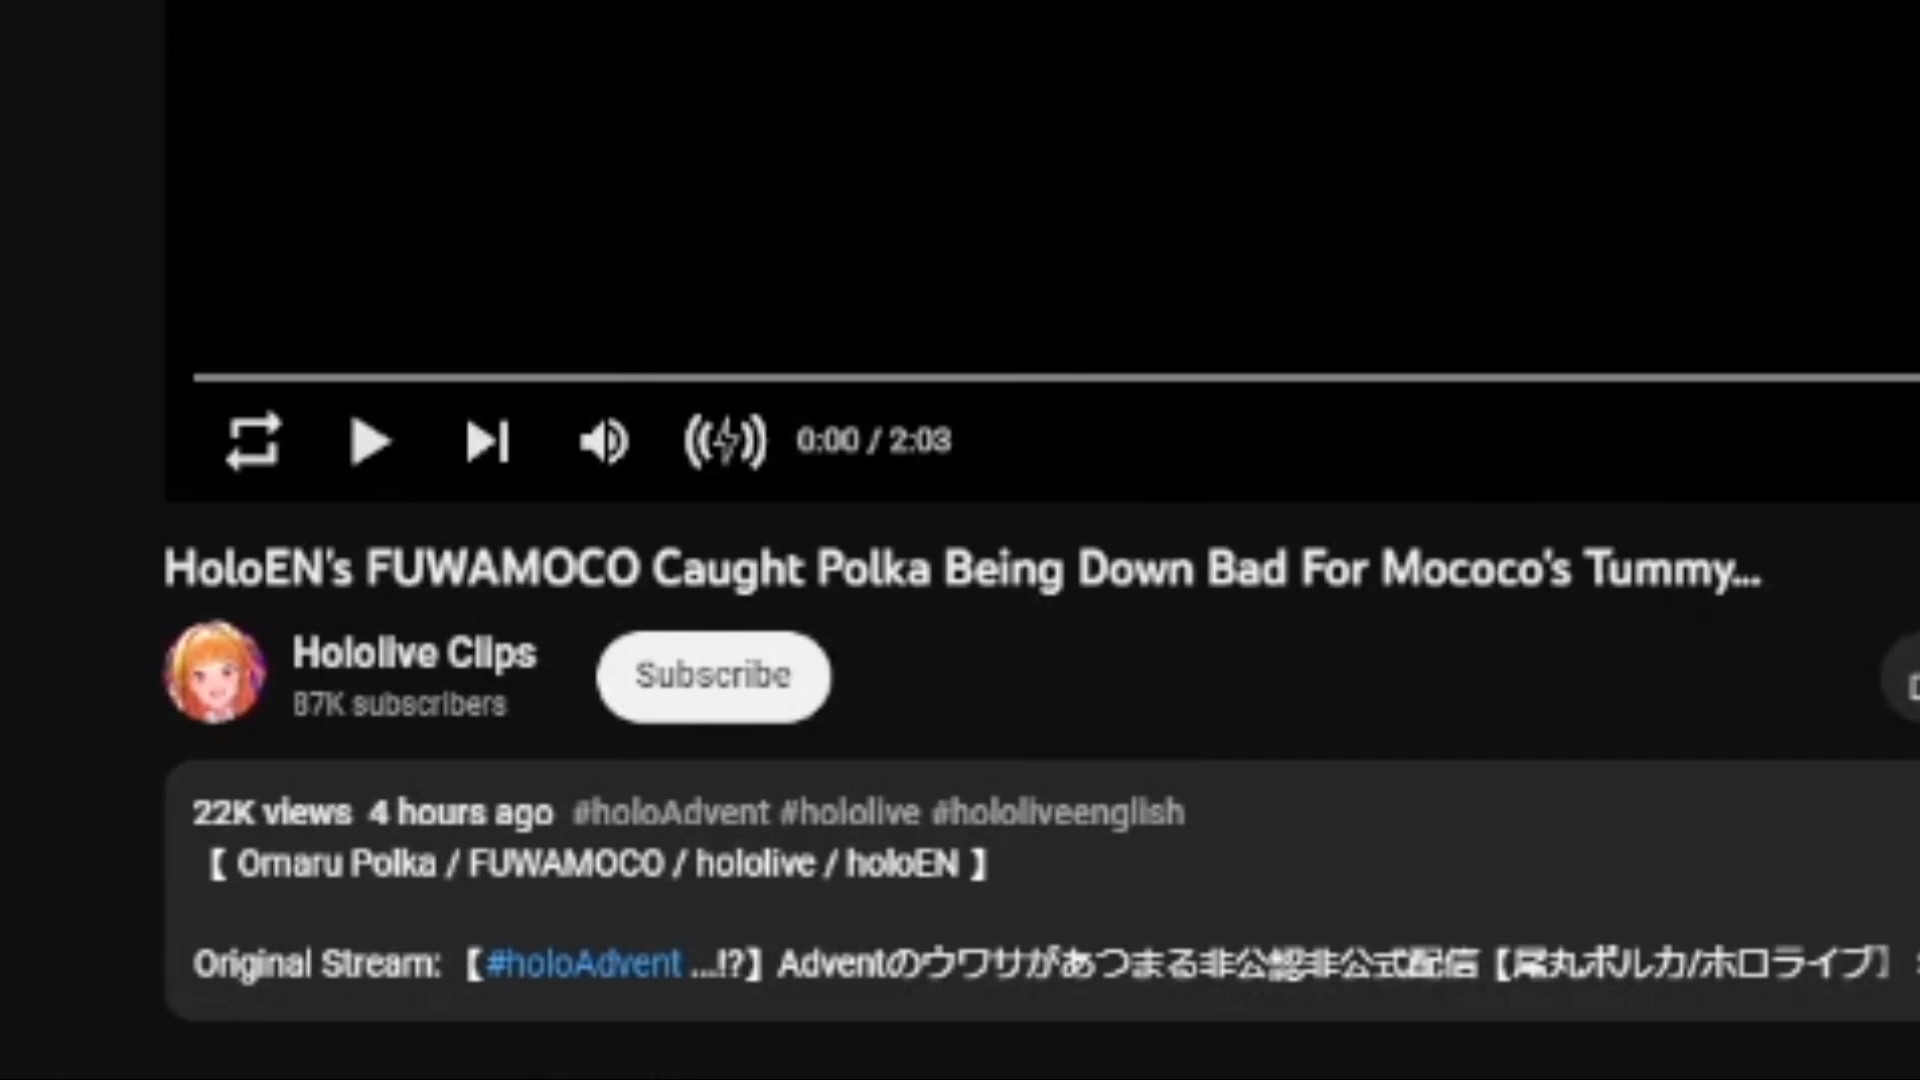 0:00 / 2:03
HoloEN's FUWAMOCO Caught Polka Being Down Bad For Mococo's Tummy...
Hololive Clips
Subscribe
87K subscribers
22K views 4 hours ago #holoAdvent #hololive #hololiveenglish
【 Omaru Polka / FUWAMOCO / hololive / holoEN 】
Original Stream: 【#holoAdvent ...!?】Adventのウワサがあつまる非公認非公式配信【尾丸ポルカ/ホロライブ】